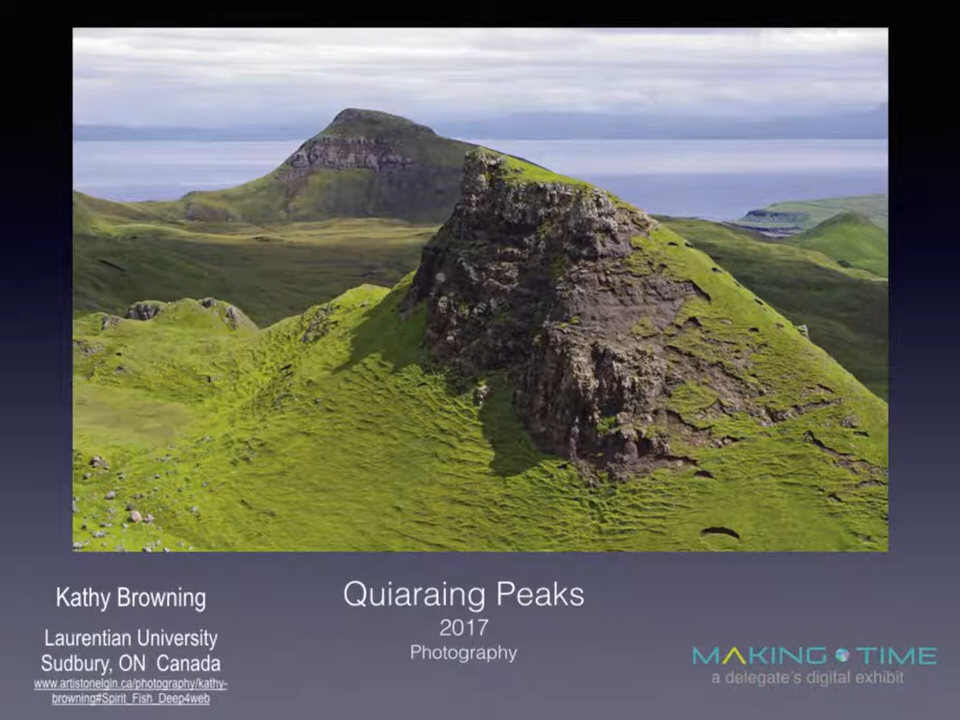 Kathy Browning
Laurentian University
Sudbury, ON Canada
www.artistonelgin.ca/photography/kathy-
browning#Spirit_Fish_Deep4web
Quiaraing Peaks
2017
Photography
MAKING TIME
a delegate's digital exhibit